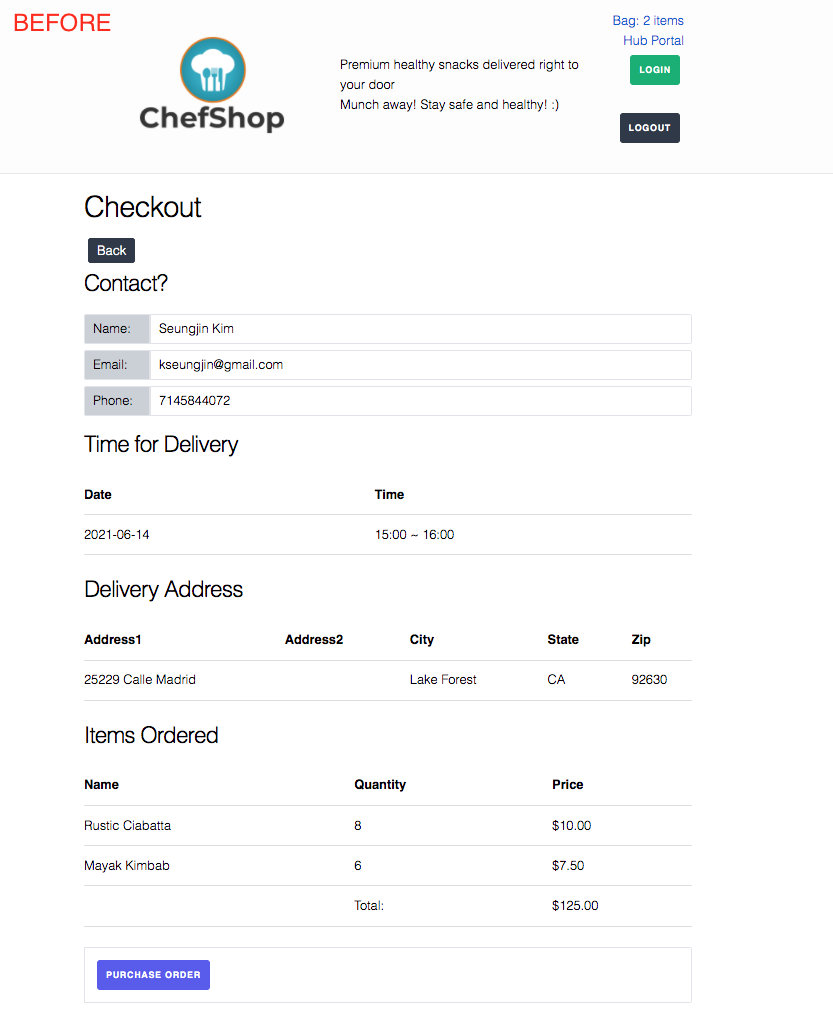 BEFORE
Bag: 2 items
Hub Portal
LOGIN
LOGOUT
ChefShop
Premium healthy snacks delivered right to
your door
Munch away! Stay safe and healthy! :)
Checkout
Back
Contact?
Name: Seungjin Kim
Email: kseungjin@gmail.com
Phone: 7145844072
Time for Delivery
Date Time
2021-06-14 15:00 ~ 16:00
Delivery Address
Address1 Address2 City State Zip
25229 Calle Madrid Lake Forest CA 92630
Items Ordered
Name Quantity Price
Rustic Ciabatta 8 $10.00
Mayak Kimbab 6 $7.50
Total: $125.00
PURCHASE ORDER